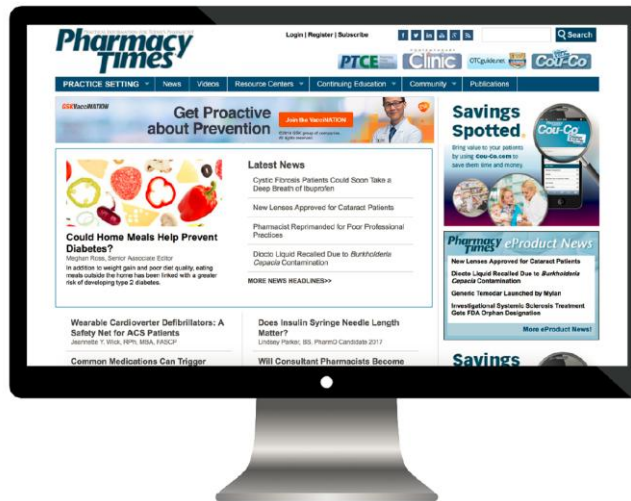 Login | Register | Subscribe
Search
Pharmacy
Times
PTCE
Clinic
OTCguide.net
Cou-Co
PRACTICE SETTING
News
Videos
Resource Centers
Continuing Education
Community
Publications
GSKVacciNATION
Get Proactive
about Prevention
Join the VacciNATION
Savings
Spotted.
Bring value to your patients
by using Cou-Co.com to
save them time and money.
Cou-Co
Could Home Meals Help Prevent
Diabetes?
Meghan Ross, Senior Associate Editor
In addition to weight gain and poor diet quality, eating
meals outside the home has been linked with a greater
risk of developing type 2 diabetes.
Latest News
Cystic Fibrosis Patients Could Soon Take a
Deep Breath of Ibuprofen
New Lenses Approved for Cataract Patients
Pharmacist Reprimanded for Poor Professional
Practices
Diocto Liquid Recalled Due to Burkholderia
Cepacia Contamination
MORE NEWS HEADLINES>>
Pharmacy Times eProduct News
New Lenses Approved for Cataract Patients
Diocto Liquid Recalled Due to Burkholderia
Cepacia Contamination
Generic Temodar Launched by Mylan
Investigational Systemic Sclerosis Treatment
Gets FDA Orphan Designation
More eProduct News!
Wearable Cardioverter Defibrillators: A
Safety Net for ACS Patients
Jeannette Y. Wick, RPh, MBA, FASCP
Common Medications Can Trigger
Does Insulin Syringe Needle Length
Matter?
Lindsey Parker, BS, PharmD Candidate 2017
Will Consultant Pharmacists Become
Savings